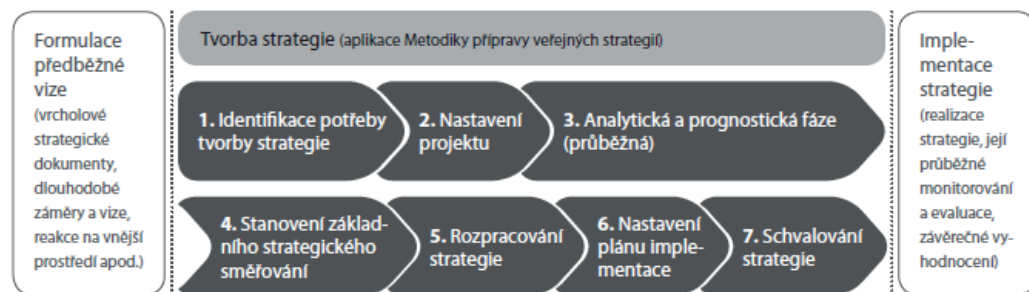 Formulace
předběžné
vize
(vrcholové
strategické
dokumenty,
dlouhodobé
záměry a vize,
reakce na vnější
prostředí apod.)
Tvorba strategie (aplikace Metodiky přípravy veřejných strategií)
1. Identifikace potřeby
tvorby strategie
2. Nastavení
projektu
3. Analytická a prognostická fáze
(průběžná)
4. Stanovení základ-
ního strategického
směřování
5. Rozpracování
strategie
6. Nastavení
plánu imple-
mentace
7. Schvalování
strategie
Imple-
mentace
strategie
(realizace
strategie, její
průběžné
monitorování
a evaluace,
závěrečné vy-
hodnocení)